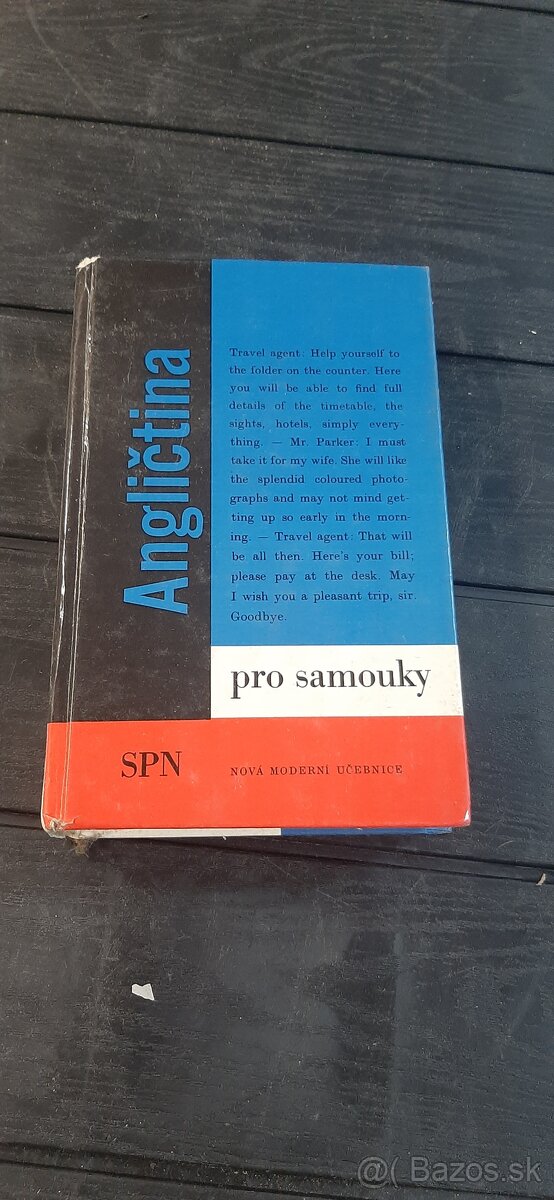 Angličtina
Travel agent: Help yourself to
the folder on the counter. Here
you will be able to find full
details of the timetable, the
sights, hotels, simply every-
thing. — Mr. Parker: I must
take it for my wife. She will like
the splendid coloured photo-
graphs and may not mind get-
ting up so early in the morn-
ing. — Travel agent: That will
be all then. Here's your bill;
please pay at the desk. May
I wish you a pleasant trip, sir.
Goodbye.
pro samouky
SPN
NOVÁ MODERNÍ UČEBNICE
@( Bazos.sk